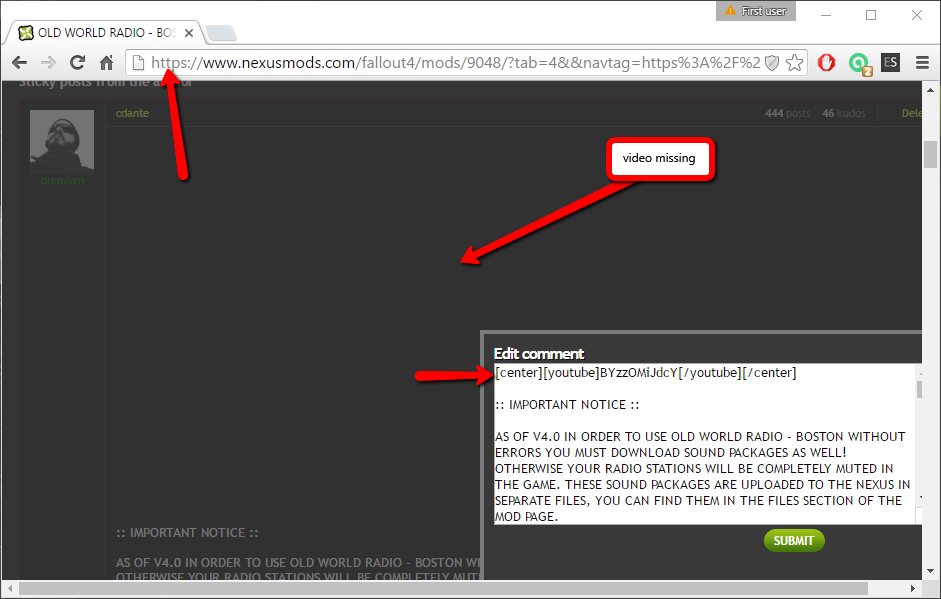 First user
OLD WORLD RADIO - BOS
https://www.nexusmods.com/fallout4/mods/9048/?tab=4&&navtag=https%3A%2F%2
2
ES
Sticky posts from the author
cdante
444 posts 46 kudos Dele
premium
video missing
Edit comment
[center][youtube]BYzzOMiJdcY[/youtube][/center]
:: IMPORTANT NOTICE ::
AS OF V4.0 IN ORDER TO USE OLD WORLD RADIO - BOSTON WITHOUT
ERRORS YOU MUST DOWNLOAD SOUND PACKAGES AS WELL!
OTHERWISE YOUR RADIO STATIONS WILL BE COMPLETELY MUTED IN
THE GAME. THESE SOUND PACKAGES ARE UPLOADED TO THE NEXUS IN
SEPARATE FILES, YOU CAN FIND THEM IN THE FILES SECTION OF THE
MOD PAGE.
SUBMIT
:: IMPORTANT NOTICE ::
AS OF V4.0 IN ORDER TO USE OLD WORLD RADIO - BOSTON WI
OTHERWISE YOUR RADIO STATIONS WILL BE COMPLETELY MUTE